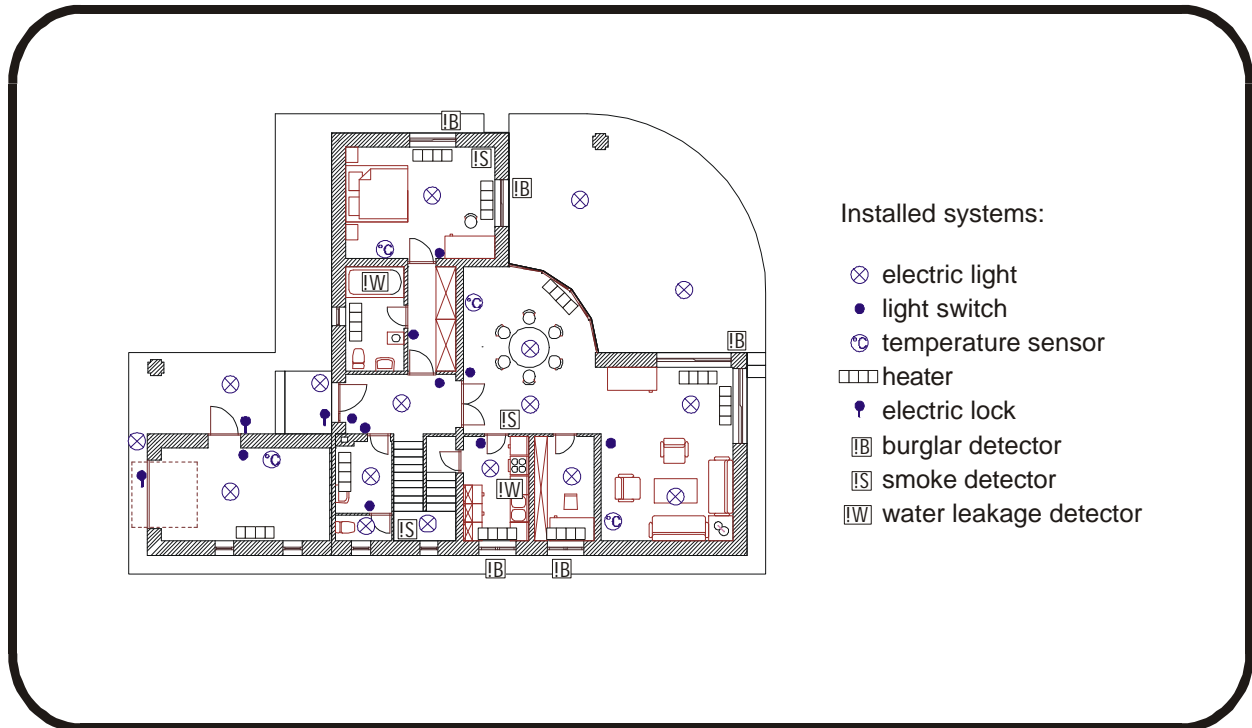 !B
!S
!B
°C
!W
°C
!B
!S
°C
!W
°C
!S
!B
!B
Installed systems:
electric light
light switch
°C temperature sensor
heater
electric lock
!B burglar detector
!S smoke detector
!W water leakage detector